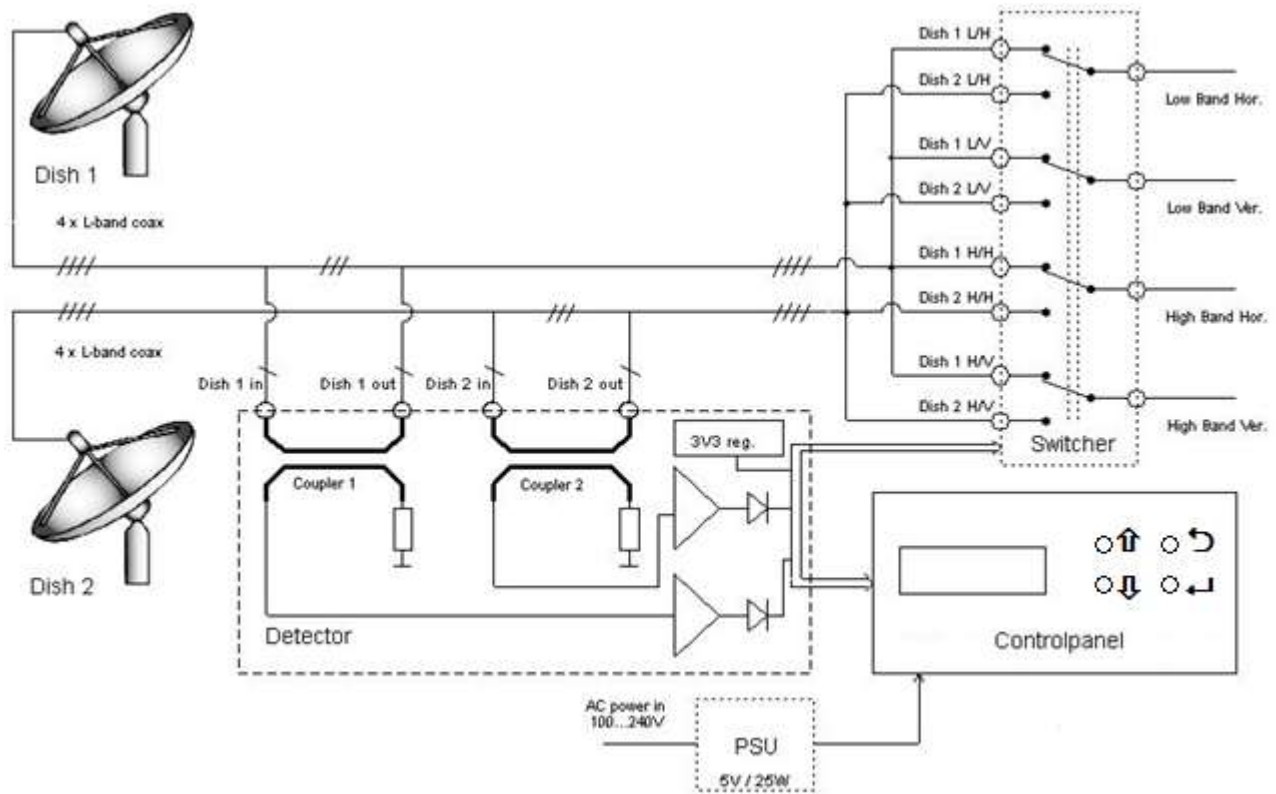 Dish 1 L/H
Dish 2 L/H
Low Band Hor.
Dish 1 L/V
Dish 2 L/V
Low Band Ver.
Dish 1 H/H
Dish 2 H/H
High Band Hor.
Dish 1 H/V
Dish 2 H/V
High Band Ver.
Switcher
Dish 1
4 x L-band coax
4 x L-band coax
Dish 1 in
Dish 1 out
Dish 2 in
Dish 2 out
3V3 reg.
Coupler 1
Coupler 2
Dish 2
Detector
Controlpanel
AC power in
100...240V
PSU
5V / 25W